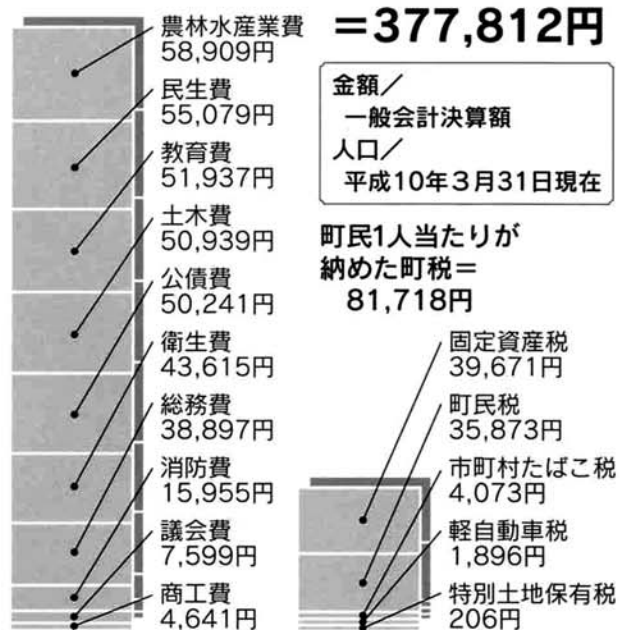 農林水産業費
58,909円
民生費
55,079円
教育費
51,937円
土木費
50,939円
公債費
50,241円
衛生費
43,615円
総務費
38,897円
消防費
15,955円
議会費
7,599円
商工費
4,641円
=377,812円
金額/
一般会計決算額
人口/
平成10年3月31日現在
町民1人当たりが
納めた町税=
81,718円
固定資産税
39,671円
町民税
35,873円
市町村たばこ税
4,073円
軽自動車税
1,896円
特別土地保有税
206円